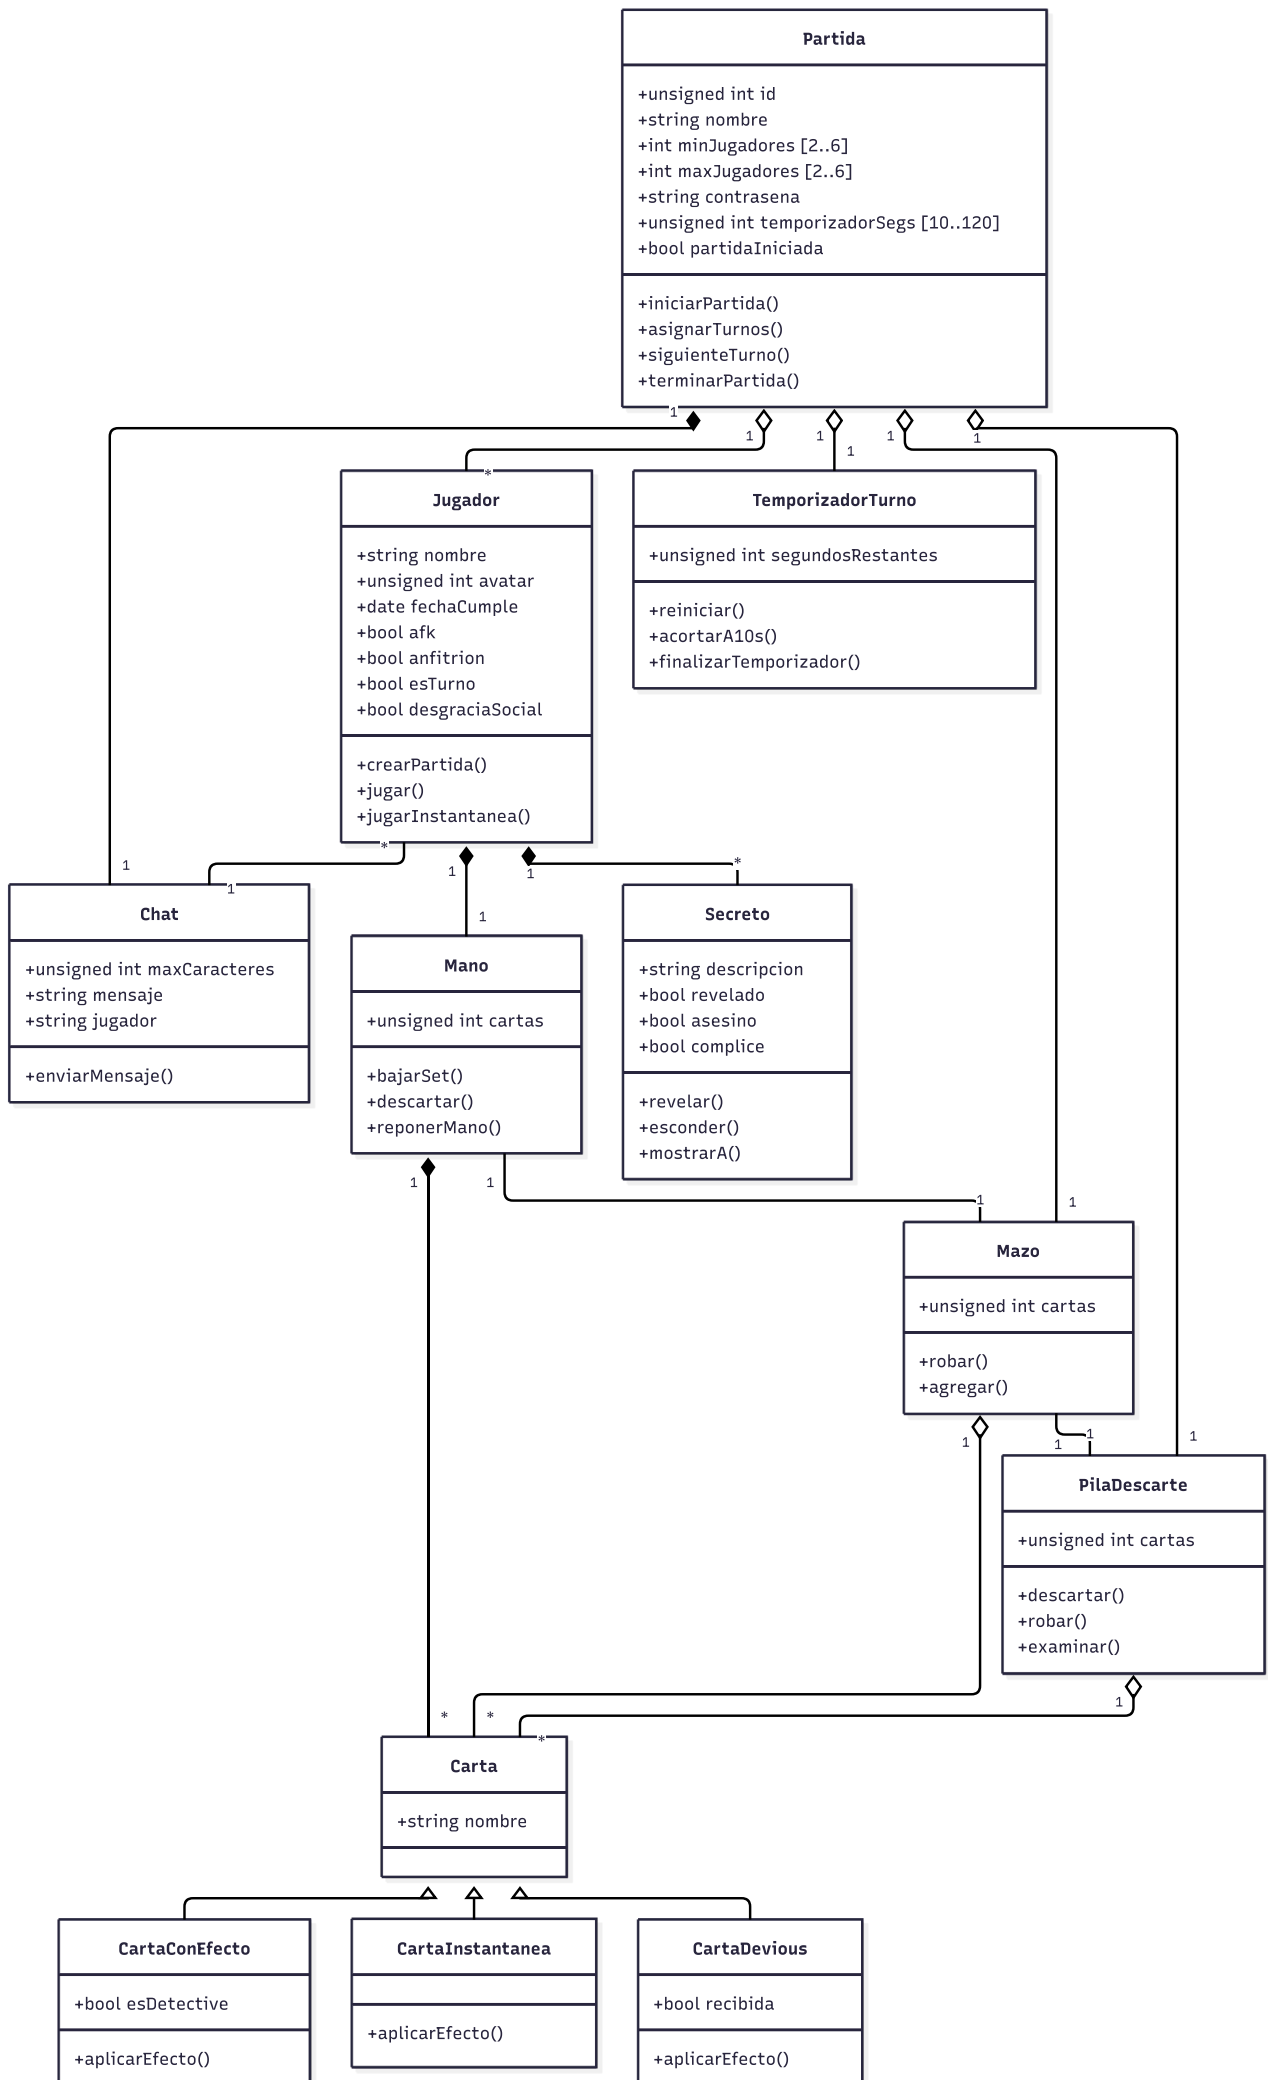 Partida
+unsigned int id
+string nombre
+int minJugadores [2..6]
+int maxJugadores [2..6]
+string contrasena
+unsigned int temporizadorSegs [10..120]
+bool partidaIniciada
+iniciarPartida()
+asignarTurnos()
+siguienteTurno()
+terminarPartida()
1
1
1
1
1
*
1
Jugador
+string nombre
+unsigned int avatar
+date fechaCumple
+bool afk
+bool anfitrion
+bool esTurno
+bool desgraciaSocial
+crearPartida()
+jugar()
+jugarInstantanea()
TemporizadorTurno
+unsigned int segundosRestantes
+reiniciar()
+acortarA10s()
+finalizarTemporizador()
*
1
1
1
*
1
1
Chat
+unsigned int maxCaracteres
+string mensaje
+string jugador
+enviarMensaje()
Mano
+unsigned int cartas
+bajarSet()
+descartar()
+reponerMano()
Secreto
+string descripcion
+bool revelado
+bool asesino
+bool complice
+revelar()
+esconder()
+mostrarA()
1
1
1
1
Mazo
+unsigned int cartas
+robar()
+agregar()
1
1
1
1
PilaDescarte
+unsigned int cartas
+descartar()
+robar()
+examinar()
1
*
*
*
Carta
+string nombre
CartaConEfecto
+bool esDetective
+aplicarEfecto()
CartaInstantanea
+aplicarEfecto()
CartaDevious
+bool recibida
+aplicarEfecto()